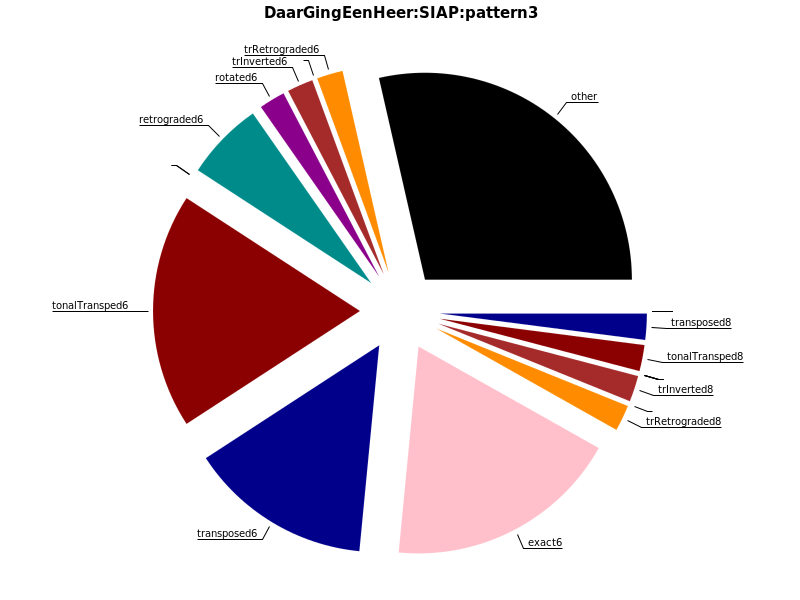 DaarGingEenHeer:SIAP:pattern3
trRetrograded6
trInverted6
rotated6
other
retrograded6
tonalTransped6
transposed8
tonalTransped8
trInverted8
trRetrograded8
transposed6
exact6